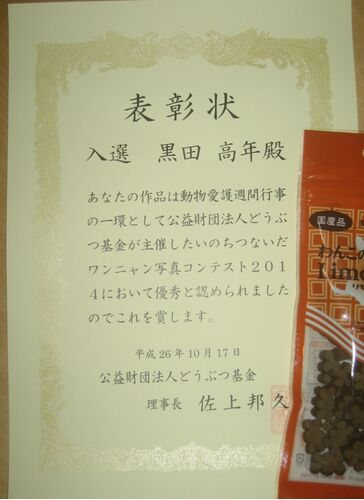 表彰状
入選 黒田 高年殿
あなたの作品は動物愛護週間行事
の一環として公益財団法人どうぶ
つ基金が主催したいのちつないだ
ワンニャン写真コンテスト２０１
４において優秀と認められました
のでこれを賞します。
平成26年10月17日
公益財団法人どうぶつ基金
理事長 佐上邦久
国産品
わんこの